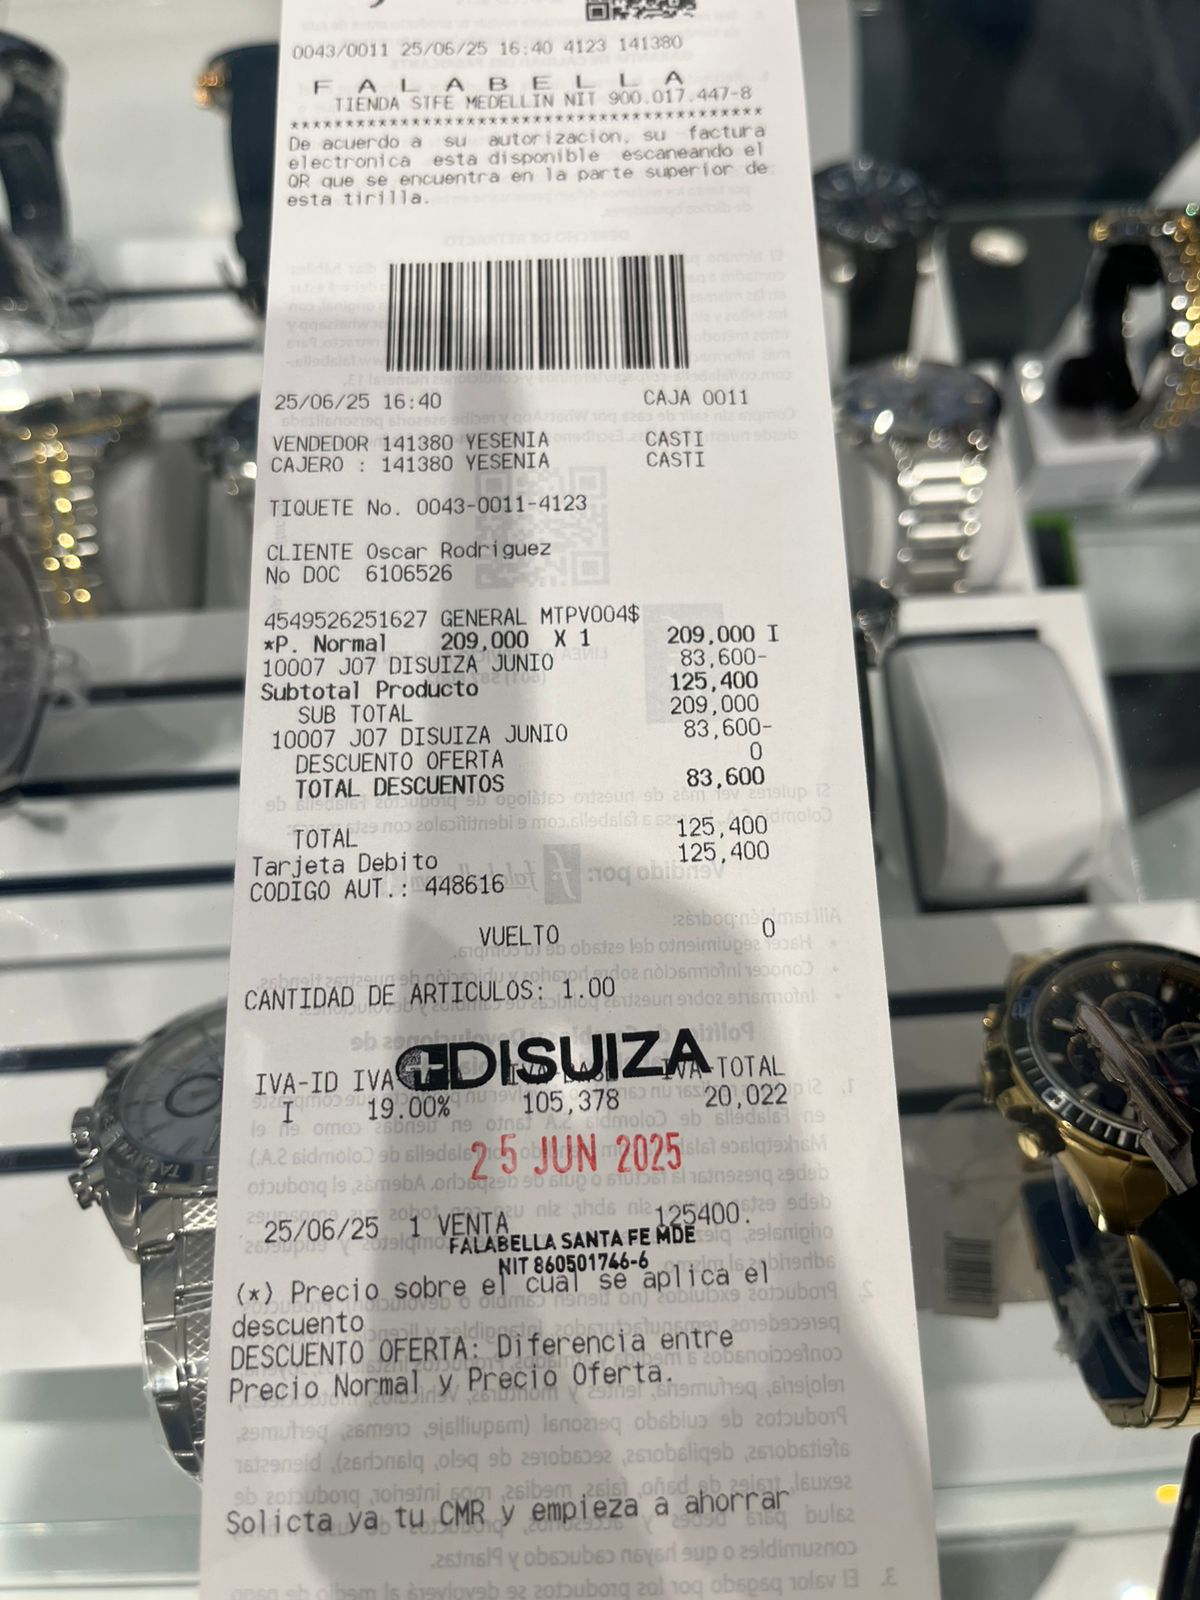 0043/0011 25/06/25 16:40 4123 141380
F A L A B E L L A
TIENDA STFE MEDELLIN NIT 900.017.447-8
******************************************
De acuerdo a su autorizacion, su factura
electronica esta disponible escaneando el
QR que se encuentra en la parte superior de
esta tirilla.
25/06/25 16:40 CAJA 0011
VENDEDOR 141380 YESENIA CASTI
CAJERO : 141380 YESENIA CASTI
TIQUETE No. 0043-0011-4123
CLIENTE Oscar Rodriguez
No DOC 6106526
4549526251627 GENERAL MTPV004$
*P. Normal 209,000 X 1 209,000 I
10007 J07 DISUIZA JUNIO 83,600-
Subtotal Producto 125,400
SUB TOTAL 209,000
10007 J07 DISUIZA JUNIO 83,600-
DESCUENTO OFERTA 0
TOTAL DESCUENTOS 83,600
TOTAL 125,400
Tarjeta Debito 125,400
CODIGO AUT.: 448616
VUELTO 0
CANTIDAD DE ARTICULOS: 1.00
DISUIZA
IVA-ID IVA IVA-TOTAL
I 19.00% 105,378 20,022
25 JUN 2025
25/06/25 1 VENTA 125400.
FALABELLA SANTA FE MDE
NIT 860501746-6
(*) Precio sobre el cual se aplica el
descuento
DESCUENTO OFERTA: Diferencia entre
Precio Normal y Precio Oferta.
Solicta ya tu CMR y empieza a ahorrar